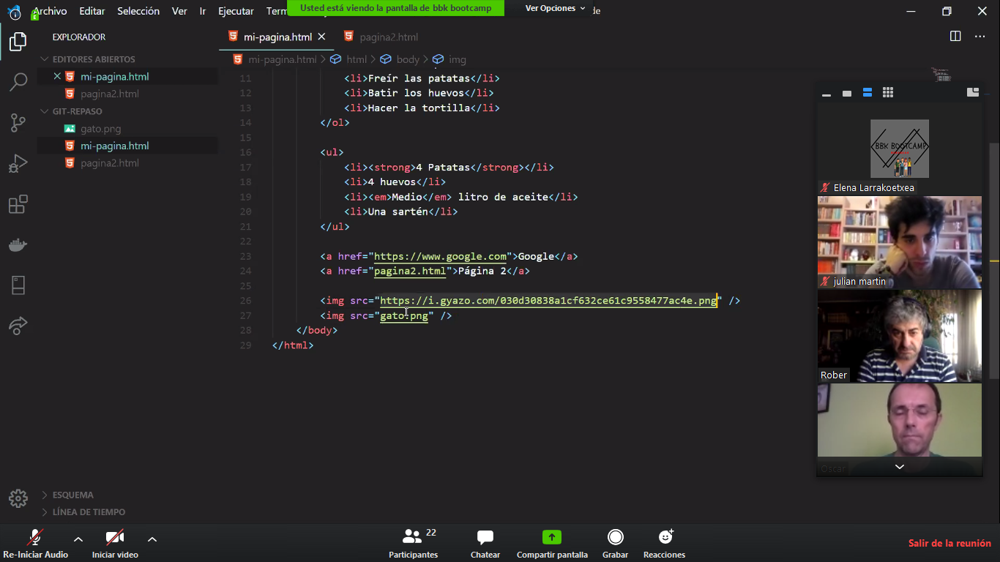 Archivo Editar Selección Ver Ir Ejecutar Term
Usted está viendo la pantalla de bbk bootcamp
Ver Opciones
de
EXPLORADOR
EDITORES ABIERTOS
mi-pagina.html
pagina2.html
GIT-REPASO
gato.png
mi-pagina.html
pagina2.html
ESQUEMA
LÍNEA DE TIEMPO
mi-pagina.html
pagina2.html
mi-pagina.html > html > body > img
11 <li>Freír las patatas</li>
12 <li>Batir los huevos</li>
13 <li>Hacer la tortilla</li>
14 </ol>
15
16 <ul>
17 <li><strong>4 Patatas</strong></li>
18 <li>4 huevos</li>
19 <li><em>Medio</em> litro de aceite</li>
20 <li>Una sartén</li>
21 </ul>
22
23 <a href="https://www.google.com">Google</a>
24 <a href="pagina2.html">Página 2</a>
25
26 <img src="https://i.gyazo.com/030d30838a1cf632ce61c9558477ac4e.png" />
27 <img src="gato.png" />
28 </body>
29 </html>
BBK BOOTCAMP
Elena Larrakoetxea
julian martin
Rober
Oscar
Re-Iniciar Audio
Iniciar video
Participantes
22
Chatear
Compartir pantalla
Grabar
Reacciones
Salir de la reunión